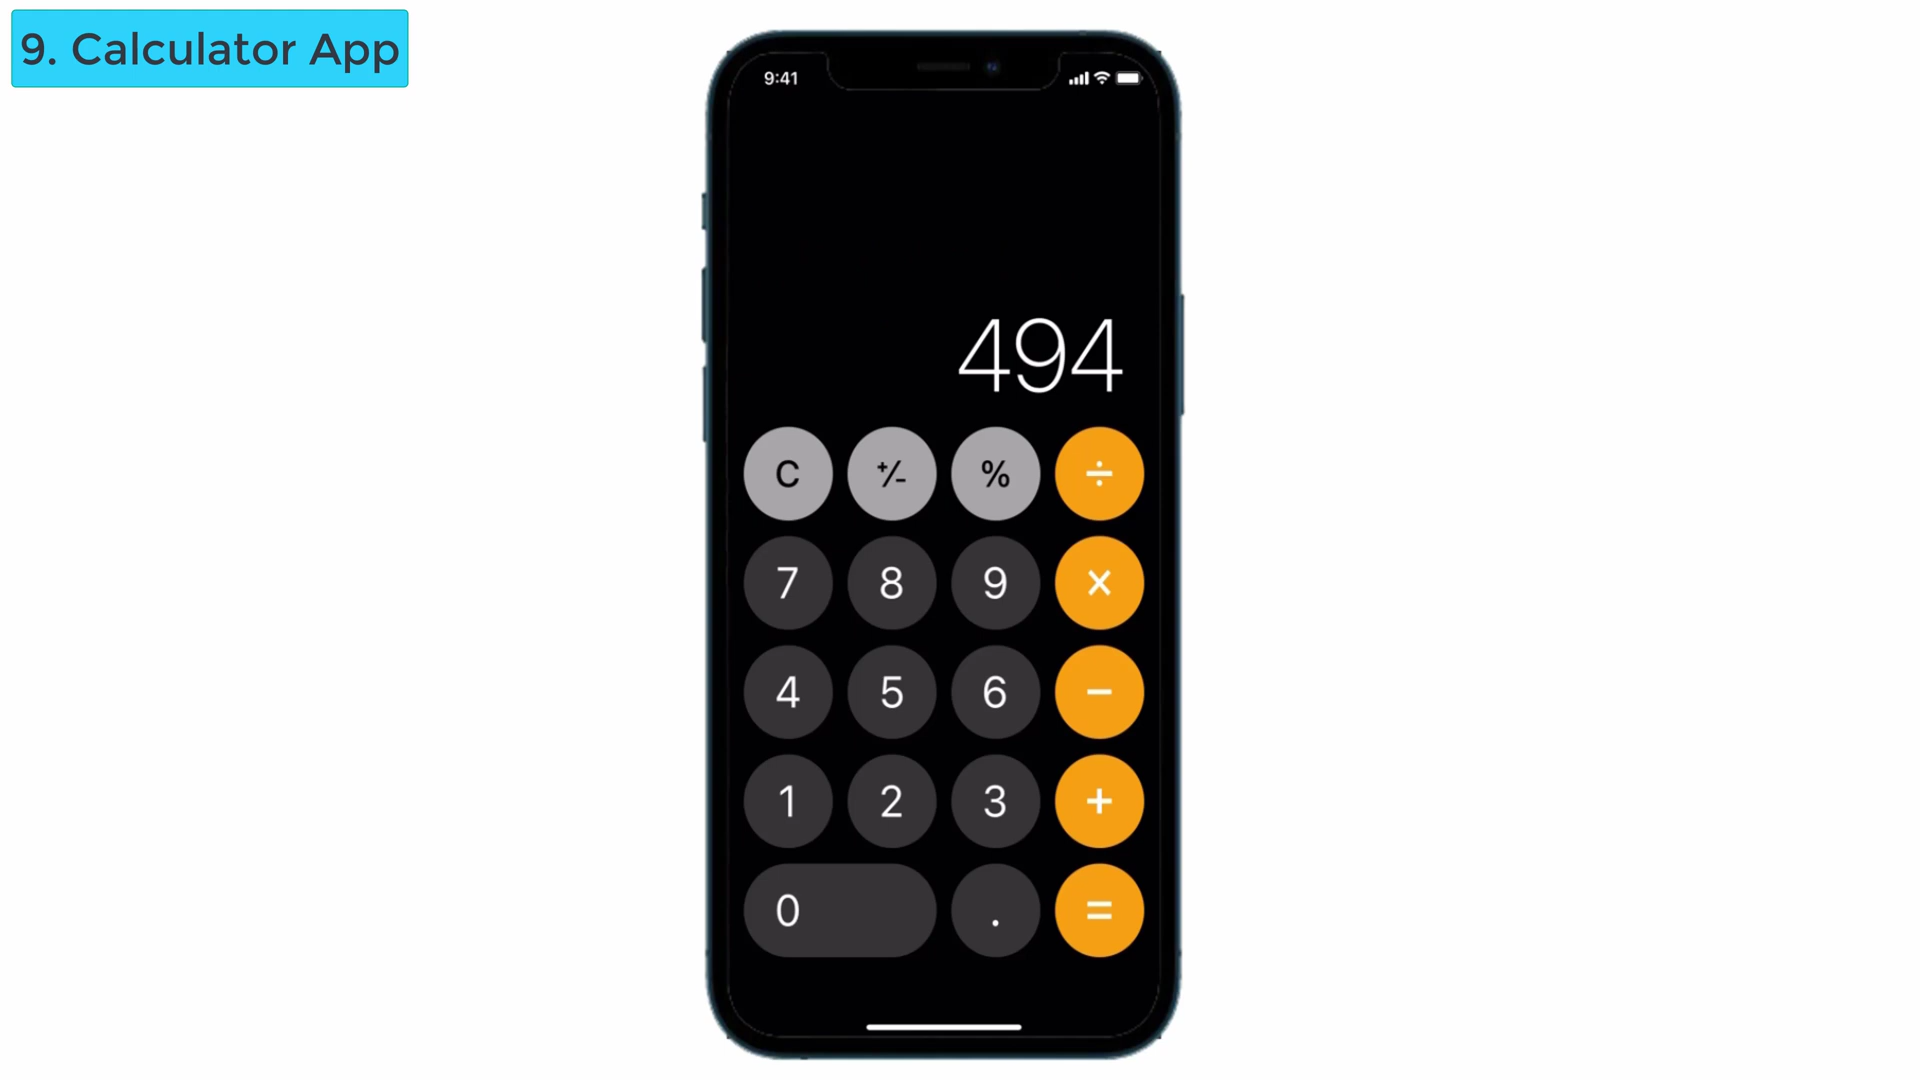 9. Calculator App
9:41
494
C +/- % ÷
7 8 9 ×
4 5 6 −
1 2 3 +
0 . =